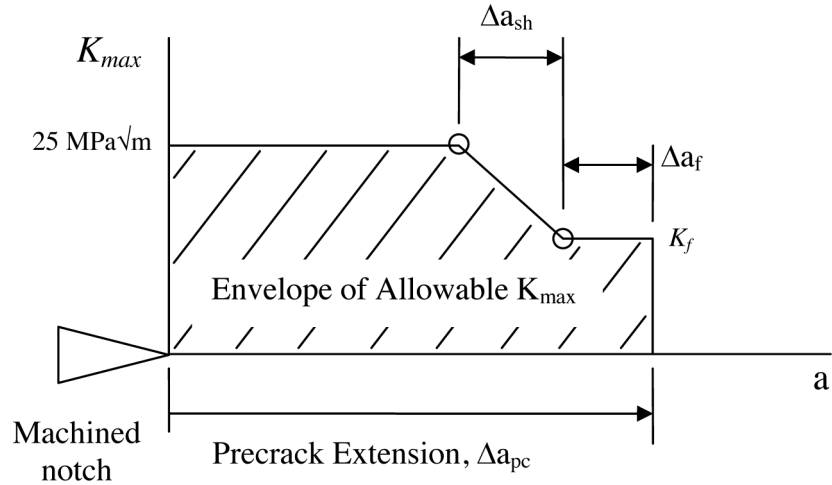 Δa_sh
K_max
25 MPa√m
Δa_f
K_f
Envelope of Allowable K_max
a
Machined
notch
Precrack Extension, Δa_pc